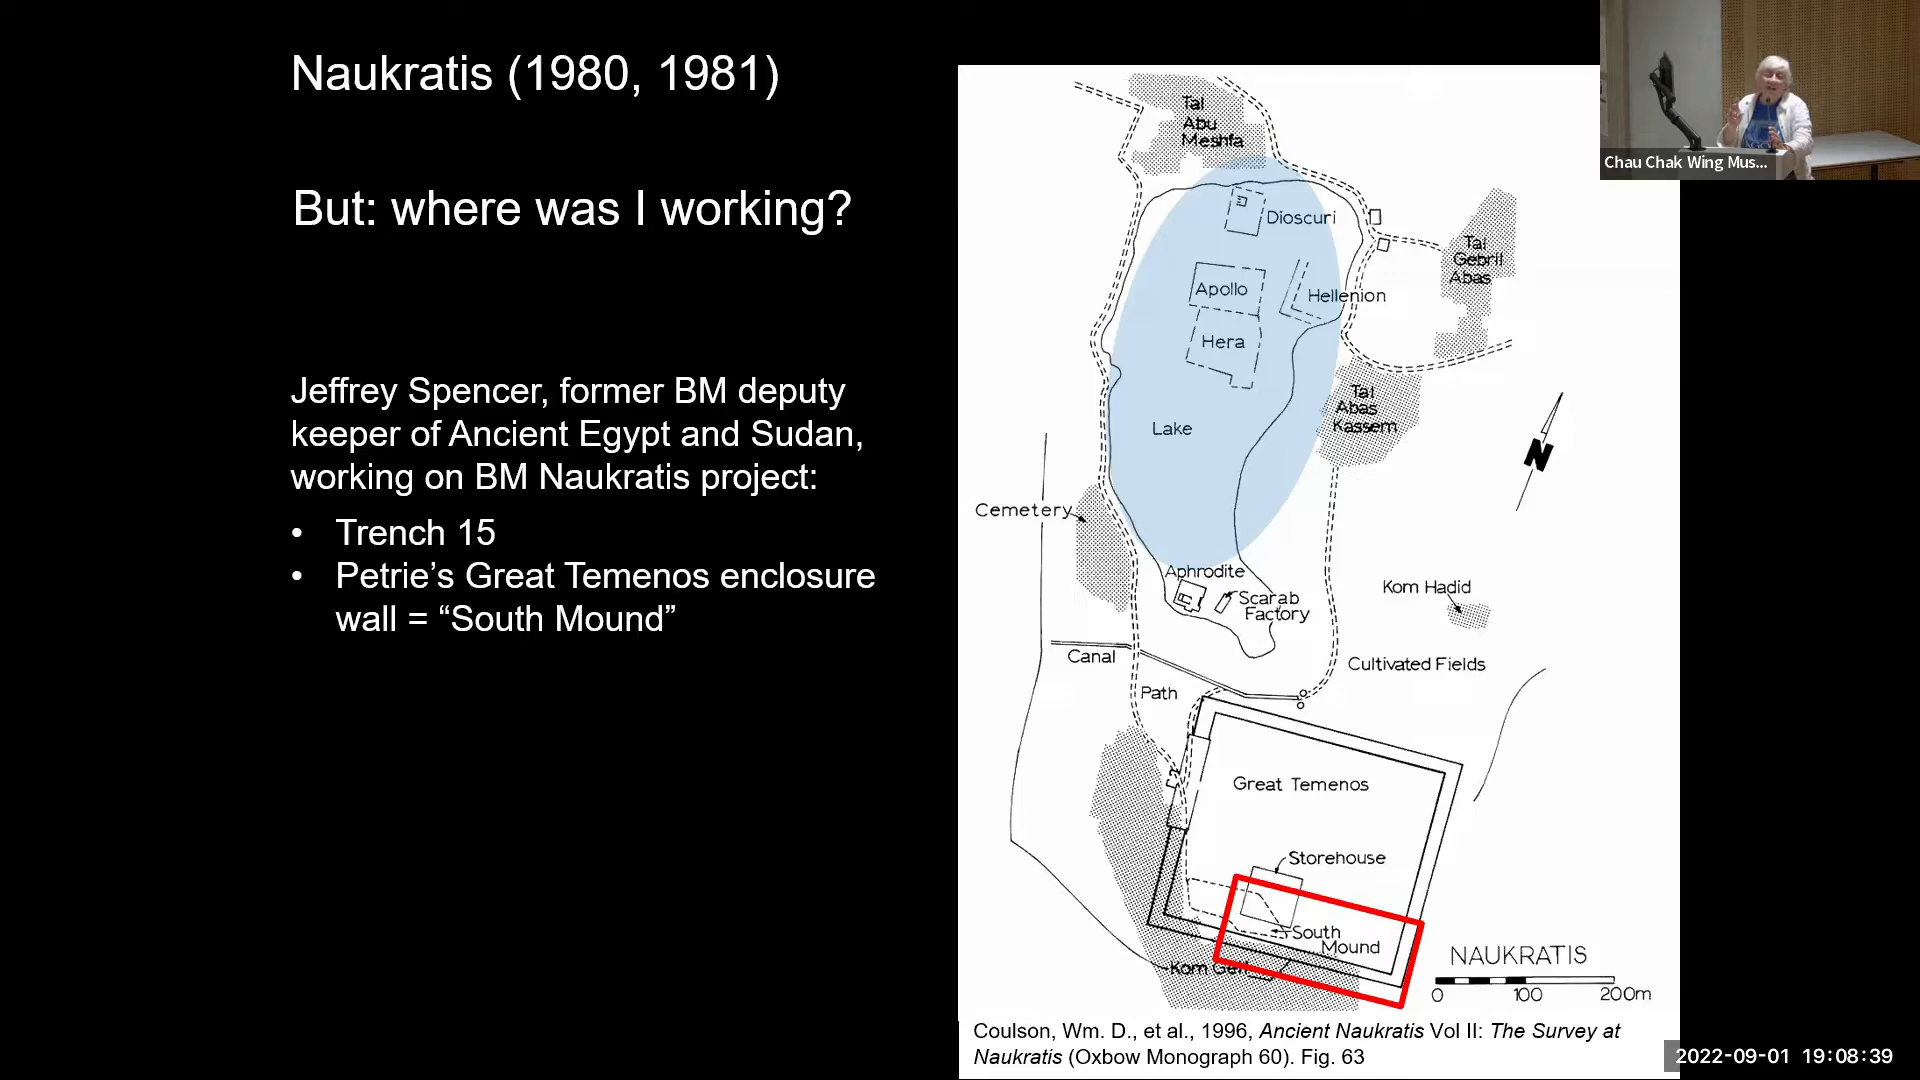 Naukratis (1980, 1981)
But: where was I working?
Jeffrey Spencer, former BM deputy
keeper of Ancient Egypt and Sudan,
working on BM Naukratis project:
• Trench 15
• Petrie’s Great Temenos enclosure
wall = “South Mound”
Chau Chak Wing Mus...
Tal
Abu
Meshfa
Dioscuri
Tal
Gebril
Abas
Apollo
Hellenion
Hera
Tal
Abas
Kassem
Lake
N
Cemetery
Aphrodite
Scarab
Factory
Kom Hadid
Canal
Cultivated Fields
Path
Great Temenos
Storehouse
South
Mound
Kom
NAUKRATIS
0 100 200m
Coulson, Wm. D., et al., 1996, Ancient Naukratis Vol II: The Survey at
Naukratis (Oxbow Monograph 60). Fig. 63
2022-09-01 19:08:39